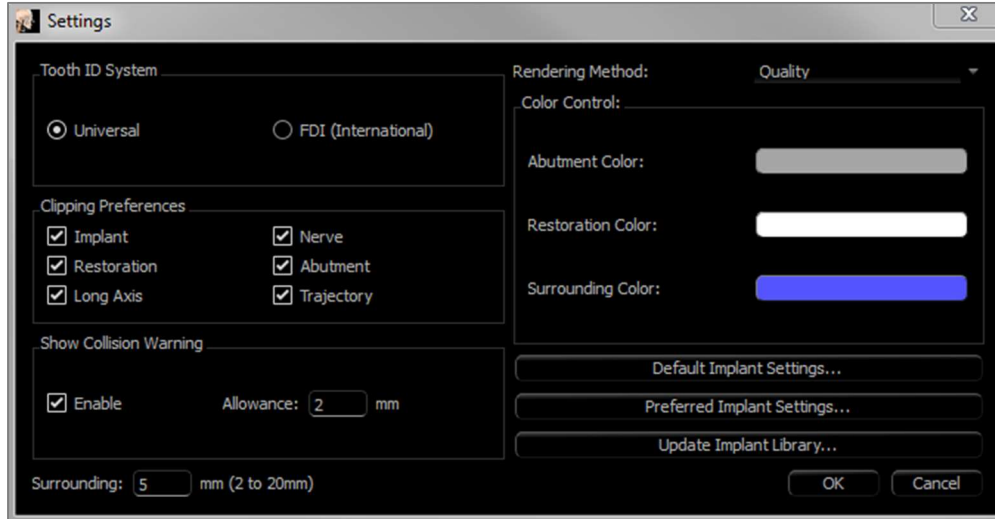 Settings
Tooth ID System
Universal
FDI (International)
Clipping Preferences
Implant
Nerve
Restoration
Abutment
Long Axis
Trajectory
Show Collision Warning
Enable
Allowance: 2 mm
Surrounding: 5 mm (2 to 20mm)
Rendering Method: Quality
Color Control:
Abutment Color:
Restoration Color:
Surrounding Color:
Default Implant Settings...
Preferred Implant Settings...
Update Implant Library...
OK
Cancel